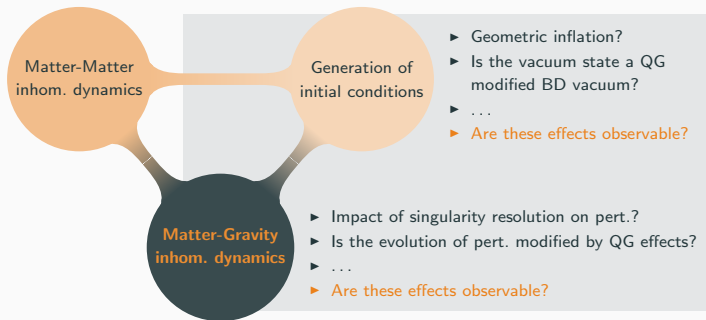 Matter-Matter
inhom. dynamics
Generation of
initial conditions
► Geometric inflation?
► Is the vacuum state a QG
modified BD vacuum?
► ...
► Are these effects observable?
Matter-Gravity
inhom. dynamics
► Impact of singularity resolution on pert.?
► Is the evolution of pert. modified by QG effects?
► ...
► Are these effects observable?